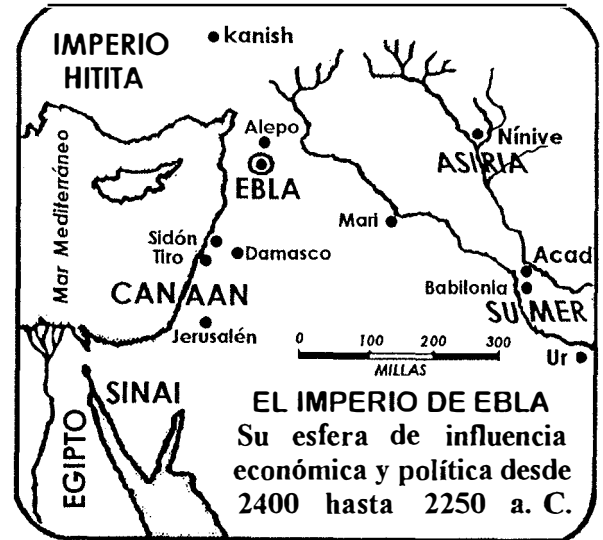 IMPERIO
HITITA
kanish
Mar Mediterráneo
Alepo
EBLA
Nínive
ASIRIA
Mari
Sidón
Tiro
Damasco
CANAAN
Jerusalén
Acad
Babilonia
SUMER
Ur
0 100 200 300
MILLAS
SINAI
EGIPTO
EL IMPERIO DE EBLA
Su esfera de influencia
económica y política desde
2400 hasta 2250 a. C.